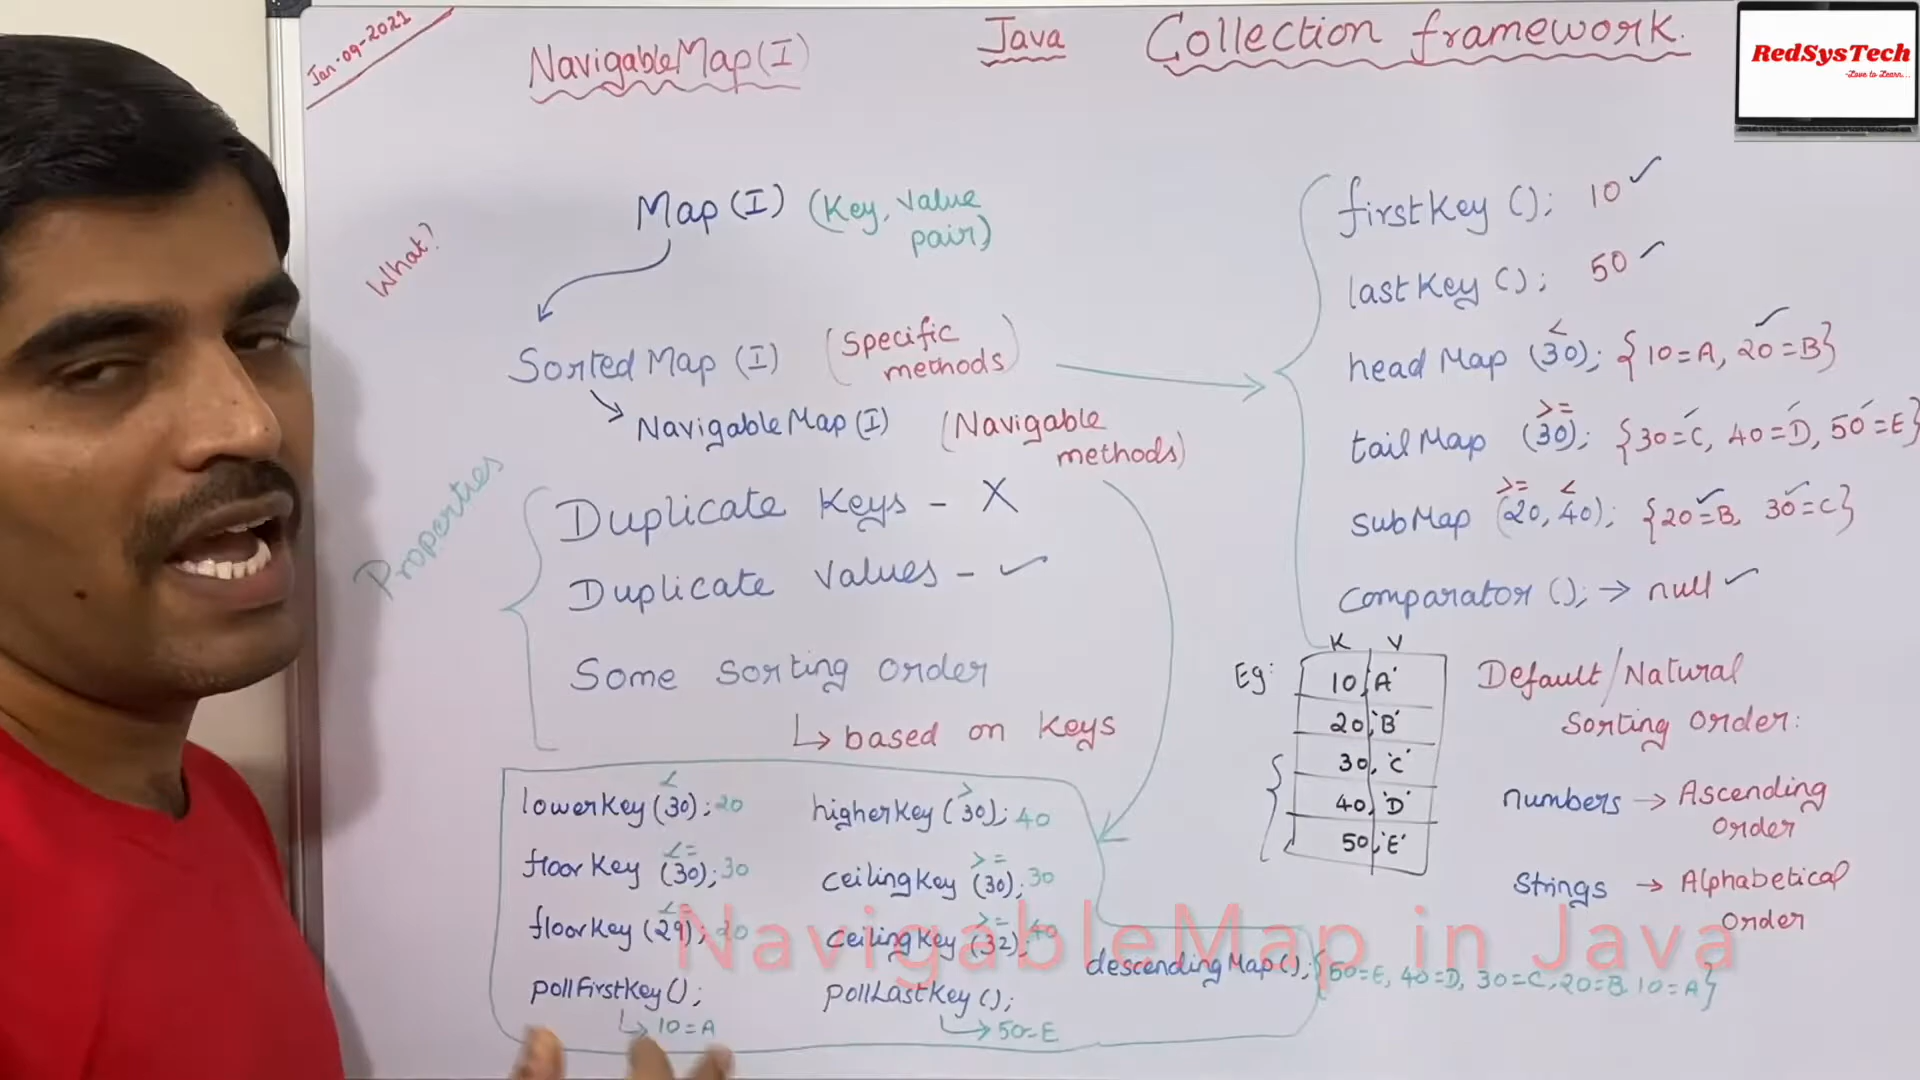 Jan-09-2021
NavigableMap(I)
Java
Collection framework.
RedSysTech
-Love to Learn...
What?
Map (I) (Key, Value
pair)
Sorted Map (I) (Specific
methods)
NavigableMap(I) (Navigable
methods)
Properties
Duplicate Keys - X
Duplicate Values - ✓
Some Sorting Order
↳ based on keys
<
lowerKey(30); 20
>
higherKey (30); 40
<=
floorKey (30); 30
>=
ceilingKey (30); 30
<=
floorKey (29); 20
>=
ceilingKey (32); 40
pollFirstKey();
↳ 10=A
pollLastKey();
↳ 50=E
descendingMap(); {50=E, 40=D, 30=C, 20=B 10=A}
firstKey (); 10 ✓
lastKey (); 50 ✓
<
headMap (30); {10=A, 20=B}
>=
tailMap (30); {30=C, 40=D, 50=E}
>= <
subMap (20, 40); {20=B, 30=C}
comparator (); → null ✓
K V
Eg: 10, 'A'
20, 'B'
30, 'C'
40, 'D'
50, 'E'
Default/Natural
Sorting Order:
numbers → Ascending
Order
Strings → Alphabetical
Order
NavigableMap in Java